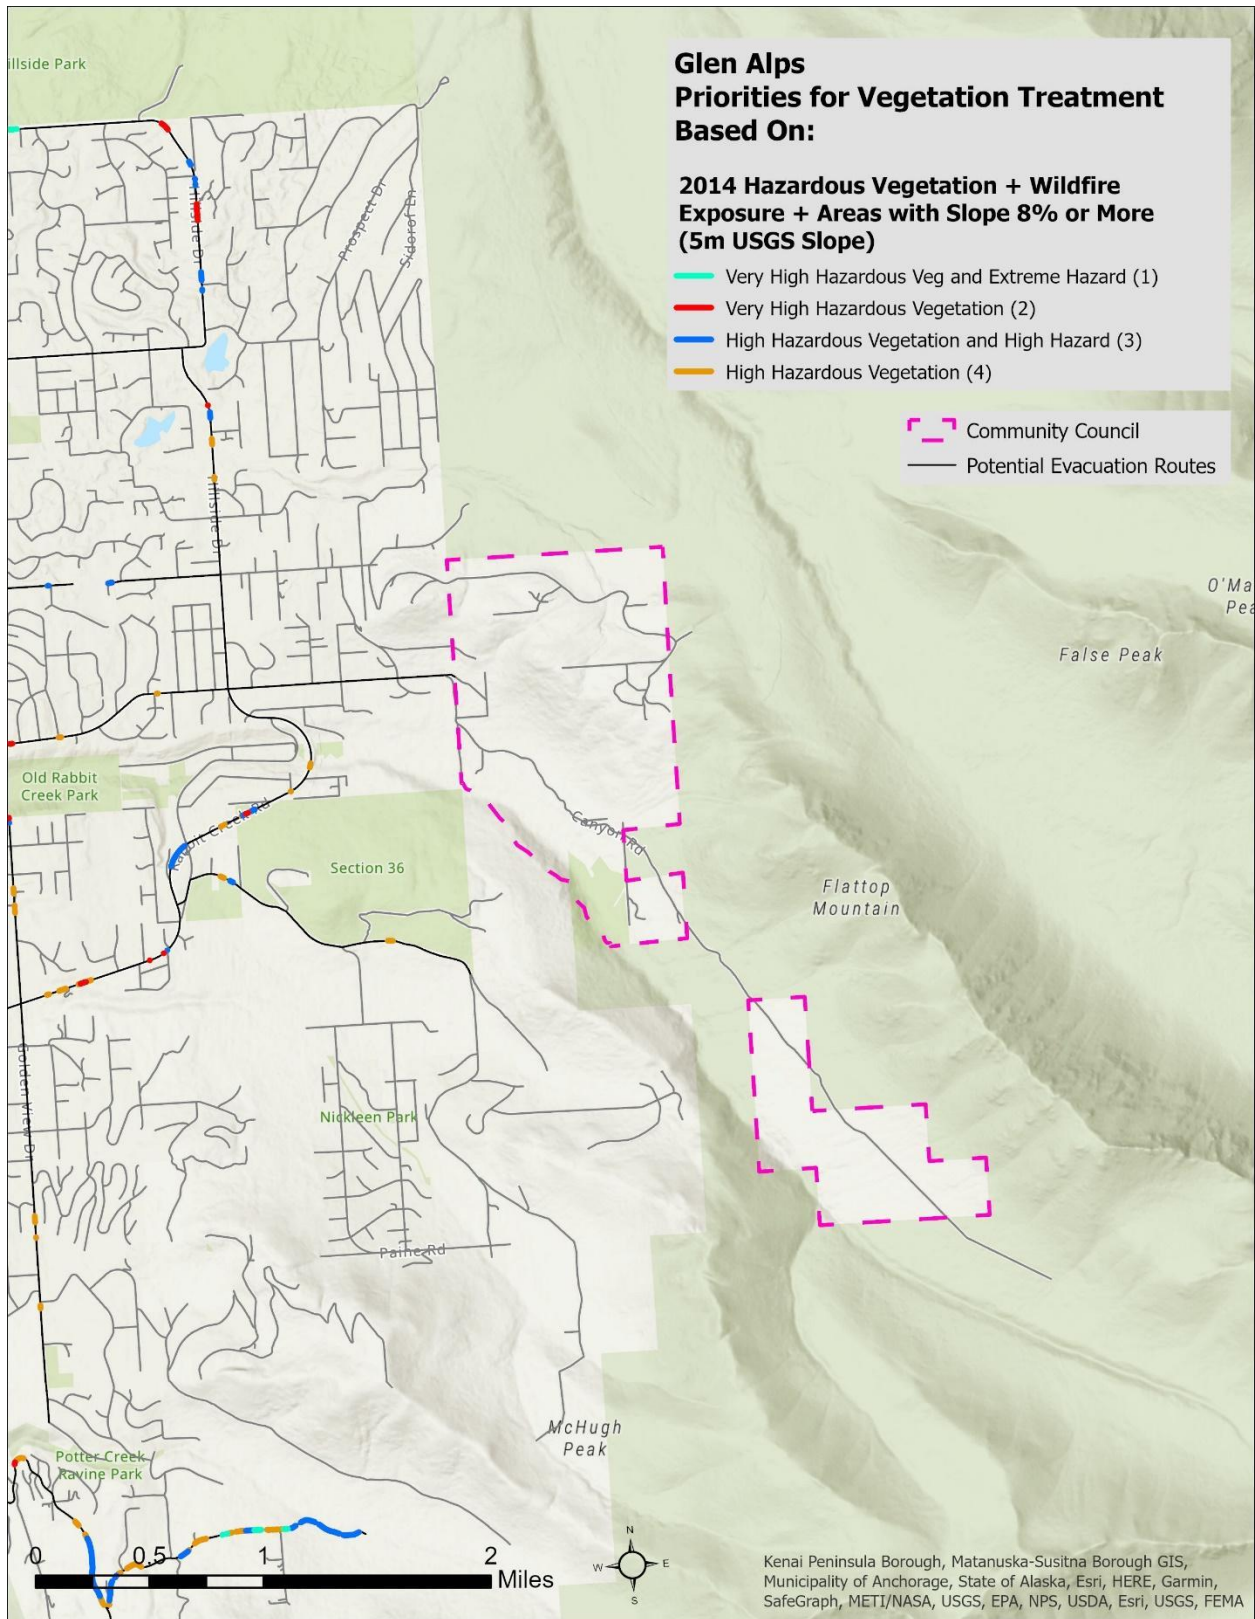 illside Park
Glen Alps
Priorities for Vegetation Treatment
Based On:
2014 Hazardous Vegetation + Wildfire
Exposure + Areas with Slope 8% or More
(5m USGS Slope)
Very High Hazardous Veg and Extreme Hazard (1)
Very High Hazardous Vegetation (2)
High Hazardous Vegetation and High Hazard (3)
High Hazardous Vegetation (4)
Community Council
Potential Evacuation Routes
Hillside Dr
Prospect Dr
Sidorof Ln
Hillside Dr
O'Ma
Pea
False Peak
Old Rabbit
Creek Park
Rabbit Creek Rd
Canyon Rd
Section 36
Flattop
Mountain
Golden View Dr
Nickleen Park
Paine Rd
McHugh
Peak
Potter Creek
Ravine Park
0 0.5 1 2
Miles
N
W E
S
Kenai Peninsula Borough, Matanuska-Susitna Borough GIS,
Municipality of Anchorage, State of Alaska, Esri, HERE, Garmin,
SafeGraph, METI/NASA, USGS, EPA, NPS, USDA, Esri, USGS, FEMA